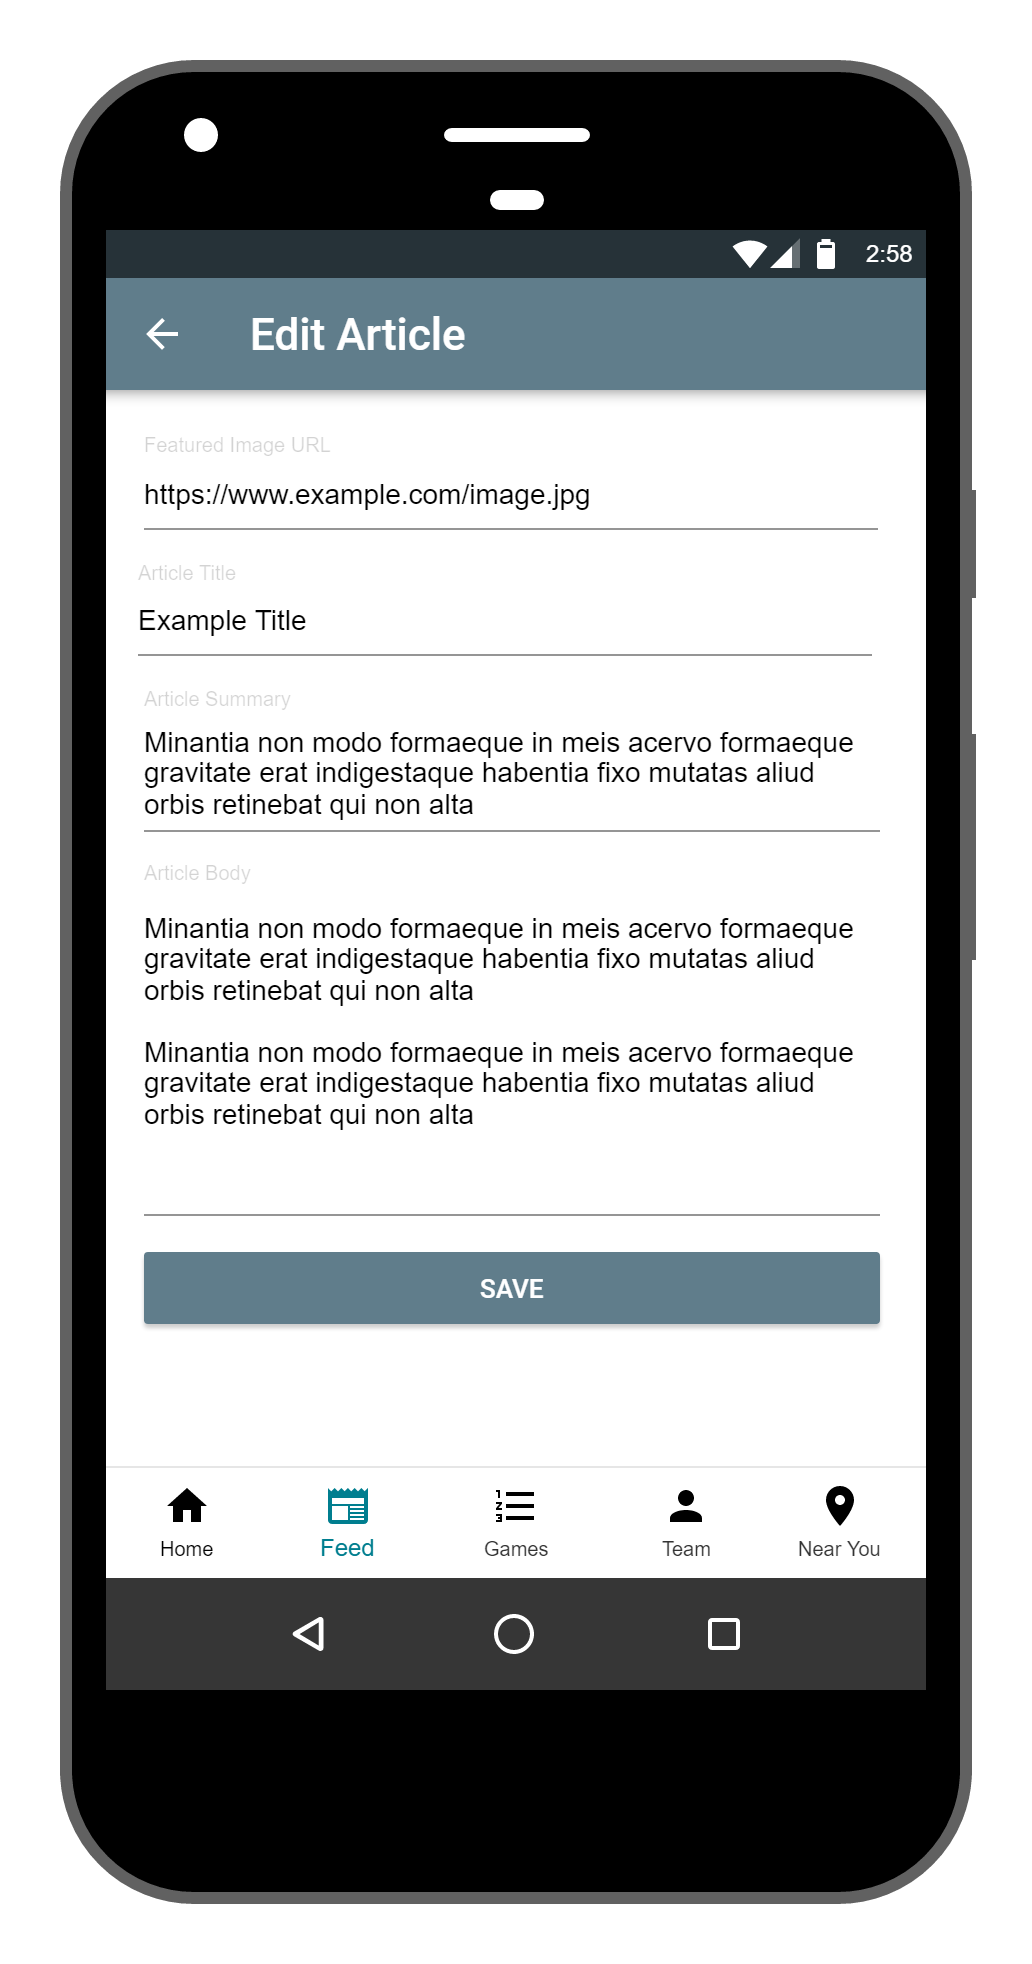 2:58
Edit Article
Featured Image URL
https://www.example.com/image.jpg
Article Title
Example Title
Article Summary
Minantia non modo formaeque in meis acervo formaeque
gravitate erat indigestaque habentia fixo mutatas aliud
orbis retinebat qui non alta
Article Body
Minantia non modo formaeque in meis acervo formaeque
gravitate erat indigestaque habentia fixo mutatas aliud
orbis retinebat qui non alta
Minantia non modo formaeque in meis acervo formaeque
gravitate erat indigestaque habentia fixo mutatas aliud
orbis retinebat qui non alta
SAVE
Home
Feed
Games
Team
Near You